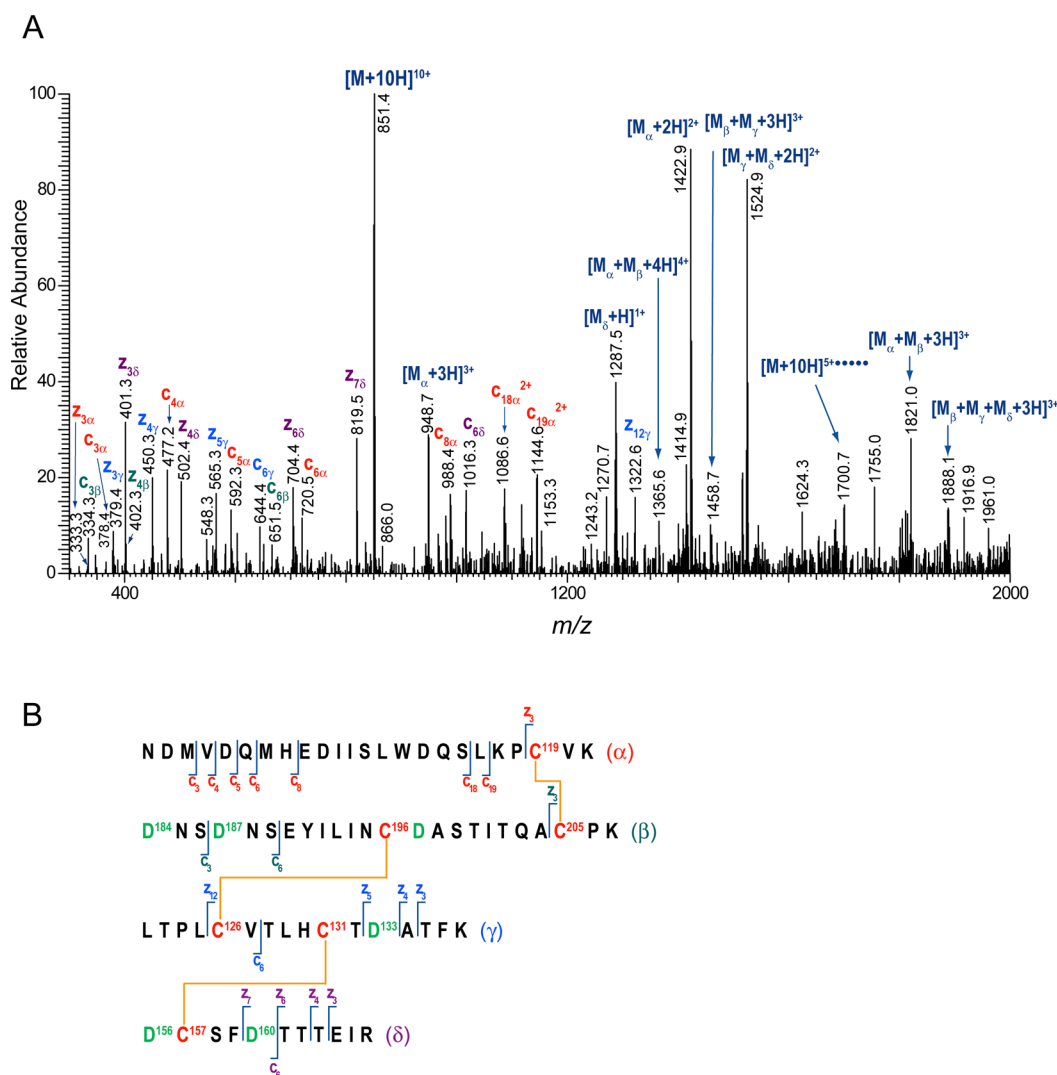 A
[M+10H]¹⁰⁺
851.4
[Mα+2H]²⁺
1422.9
[Mβ+Mγ+3H]³⁺
[Mγ+Mδ+2H]²⁺
1524.9
[Mα+Mβ+4H]⁴⁺
1365.6
[Mδ+H]¹⁺
1287.5
[M+10H]⁵⁺•••••
1700.7
[Mα+Mβ+3H]³⁺
1821.0
[Mβ+Mγ+Mδ+3H]³⁺
1888.1
[Mα+3H]³⁺
948.7
z3α
333.3
c3β
334.3
c3α
378.4
z3γ
379.4
z3δ
401.3
z4β
402.3
z4γ
450.3
c4α
477.2
z4δ
502.4
548.3
z5γ
565.3
c5α
592.3
c6γ
644.4
c6β
651.5
z6δ
704.4
c6α
720.5
z7δ
819.5
866.0
c8α
988.4
c6δ
1016.3
c18α²⁺
1086.6
c19α²⁺
1144.6
1153.3
1243.2
1270.7
z12γ
1322.6
1414.9
1458.7
1624.3
1755.0
1916.9
1961.0
Relative Abundance
100
80
60
40
20
0
400 1200 2000
m/z
B
z3
N D M V D Q M H E D I I S L W D Q S L K P C¹¹⁹ V K (α)
c3 c4 c5 c6 c8 c18 c19
z3
D¹⁸⁴ N S D¹⁸⁷ N S E Y I L I N C¹⁹⁶ D A S T I T Q A C²⁰⁵ P K (β)
c3 c6
z12 z5 z4 z3
L T P L C¹²⁶ V T L H C¹³¹ T D¹³³ A T F K (γ)
c6
z7 z6 z4 z3
D¹⁵⁶ C¹⁵⁷ S F D¹⁶⁰ T T T E I R (δ)
c6